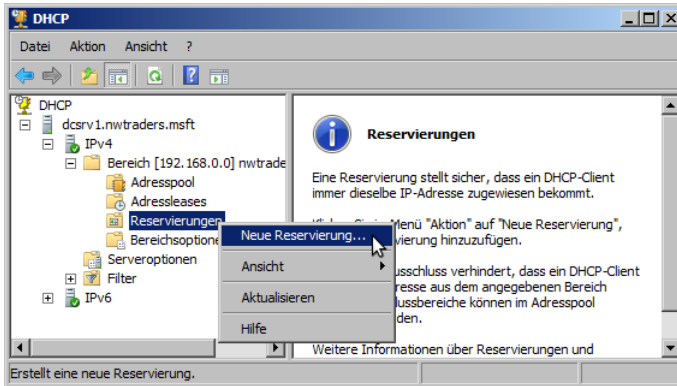 DHCP
Datei Aktion Ansicht ?
DHCP
dcsrv1.nwtraders.msft
IPv4
Bereich [192.168.0.0] nwtrade
Adresspool
Adressleases
Reservierungen
Bereichsoptione
Serveroptionen
Filter
IPv6
Neue Reservierung...
Ansicht
Aktualisieren
Hilfe
Reservierungen
Eine Reservierung stellt sicher, dass ein DHCP-Client
immer dieselbe IP-Adresse zugewiesen bekommt.
Menü "Aktion" auf "Neue Reservierung",
vierung hinzuzufügen.
usschluss verhindert, dass ein DHCP-Client
resse aus dem angegebenen Bereich
lussbereiche können im Adresspool
den.
Weitere Informationen über Reservierungen und
Erstellt eine neue Reservierung.